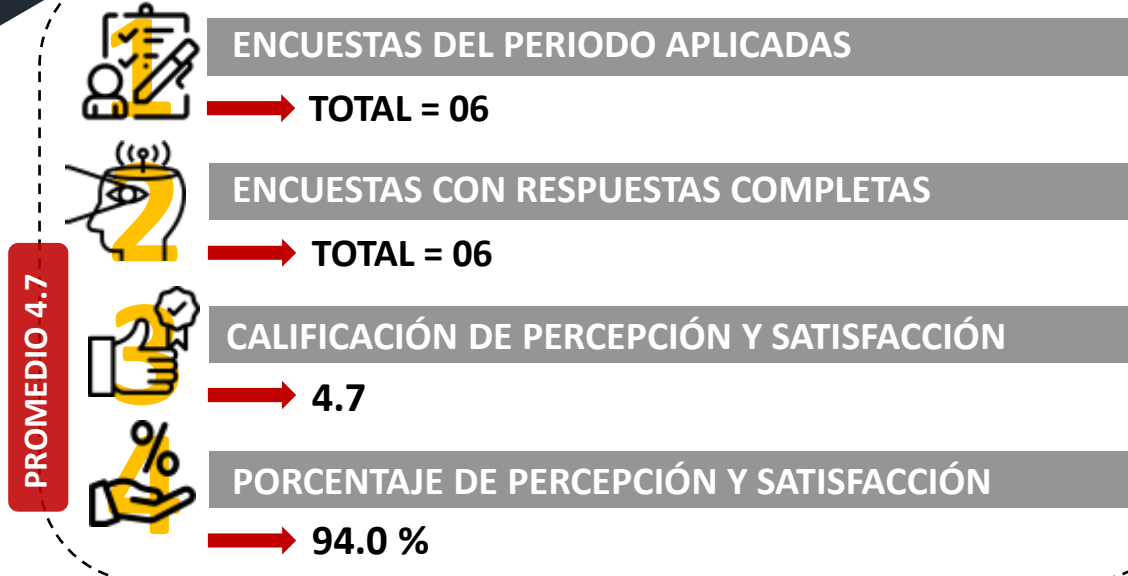 1
ENCUESTAS DEL PERIODO APLICADAS
TOTAL = 06
2
ENCUESTAS CON RESPUESTAS COMPLETAS
TOTAL = 06
PROMEDIO 4.7
3
CALIFICACIÓN DE PERCEPCIÓN Y SATISFACCIÓN
4.7
4
%
PORCENTAJE DE PERCEPCIÓN Y SATISFACCIÓN
94.0 %